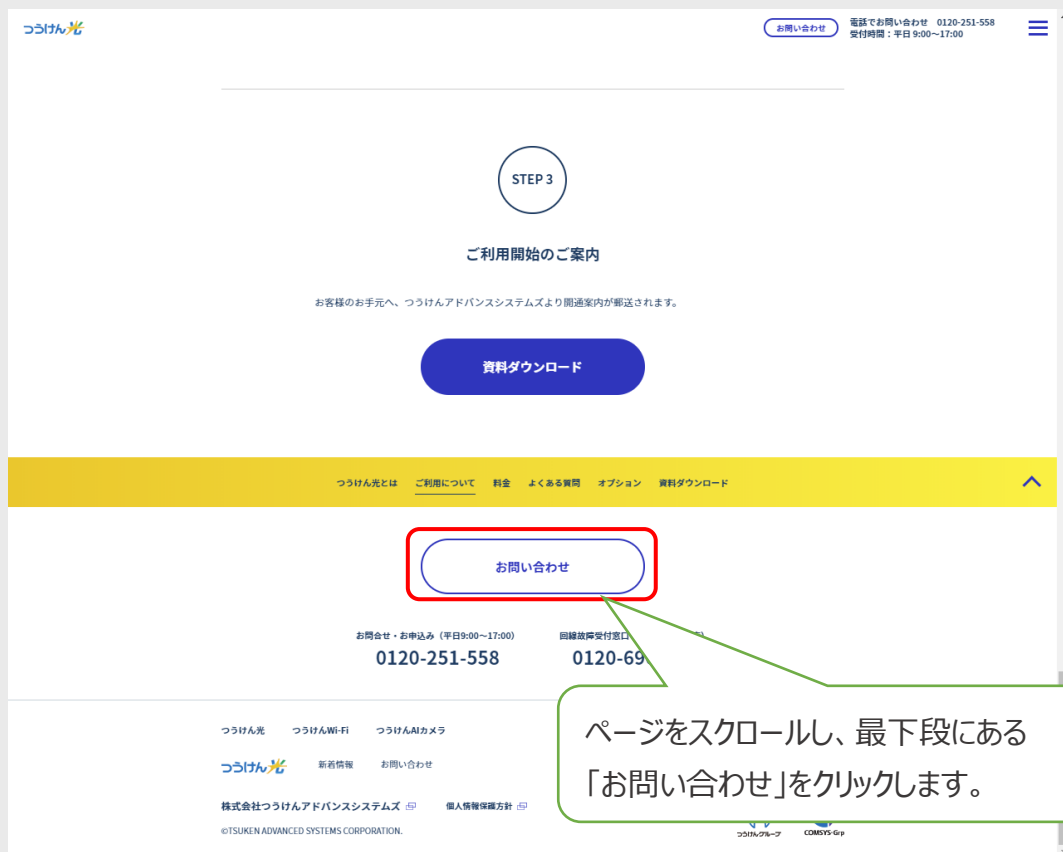 つうけん光
お問い合わせ
電話でお問い合わせ 0120-251-558
受付時間:平日 9:00~17:00
STEP 3
ご利用開始のご案内
お客様のお手元へ、つうけんアドバンスシステムズより開通案内が郵送されます。
資料ダウンロード
つうけん光とは ご利用について 料金 よくある質問 オプション 資料ダウンロード
お問い合わせ
お問合せ・お申込み(平日9:00~17:00) 回線故障受付窓口
0120-251-558 0120-69
ページをスクロールし、最下段にある
「お問い合わせ」をクリックします。
つうけん光 つうけんWi-Fi つうけんAIカメラ
つうけん光 新着情報 お問い合わせ
株式会社つうけんアドバンスシステムズ 個人情報保護方針
©TSUKEN ADVANCED SYSTEMS CORPORATION.
つうけんグループ COMSYS-Grp